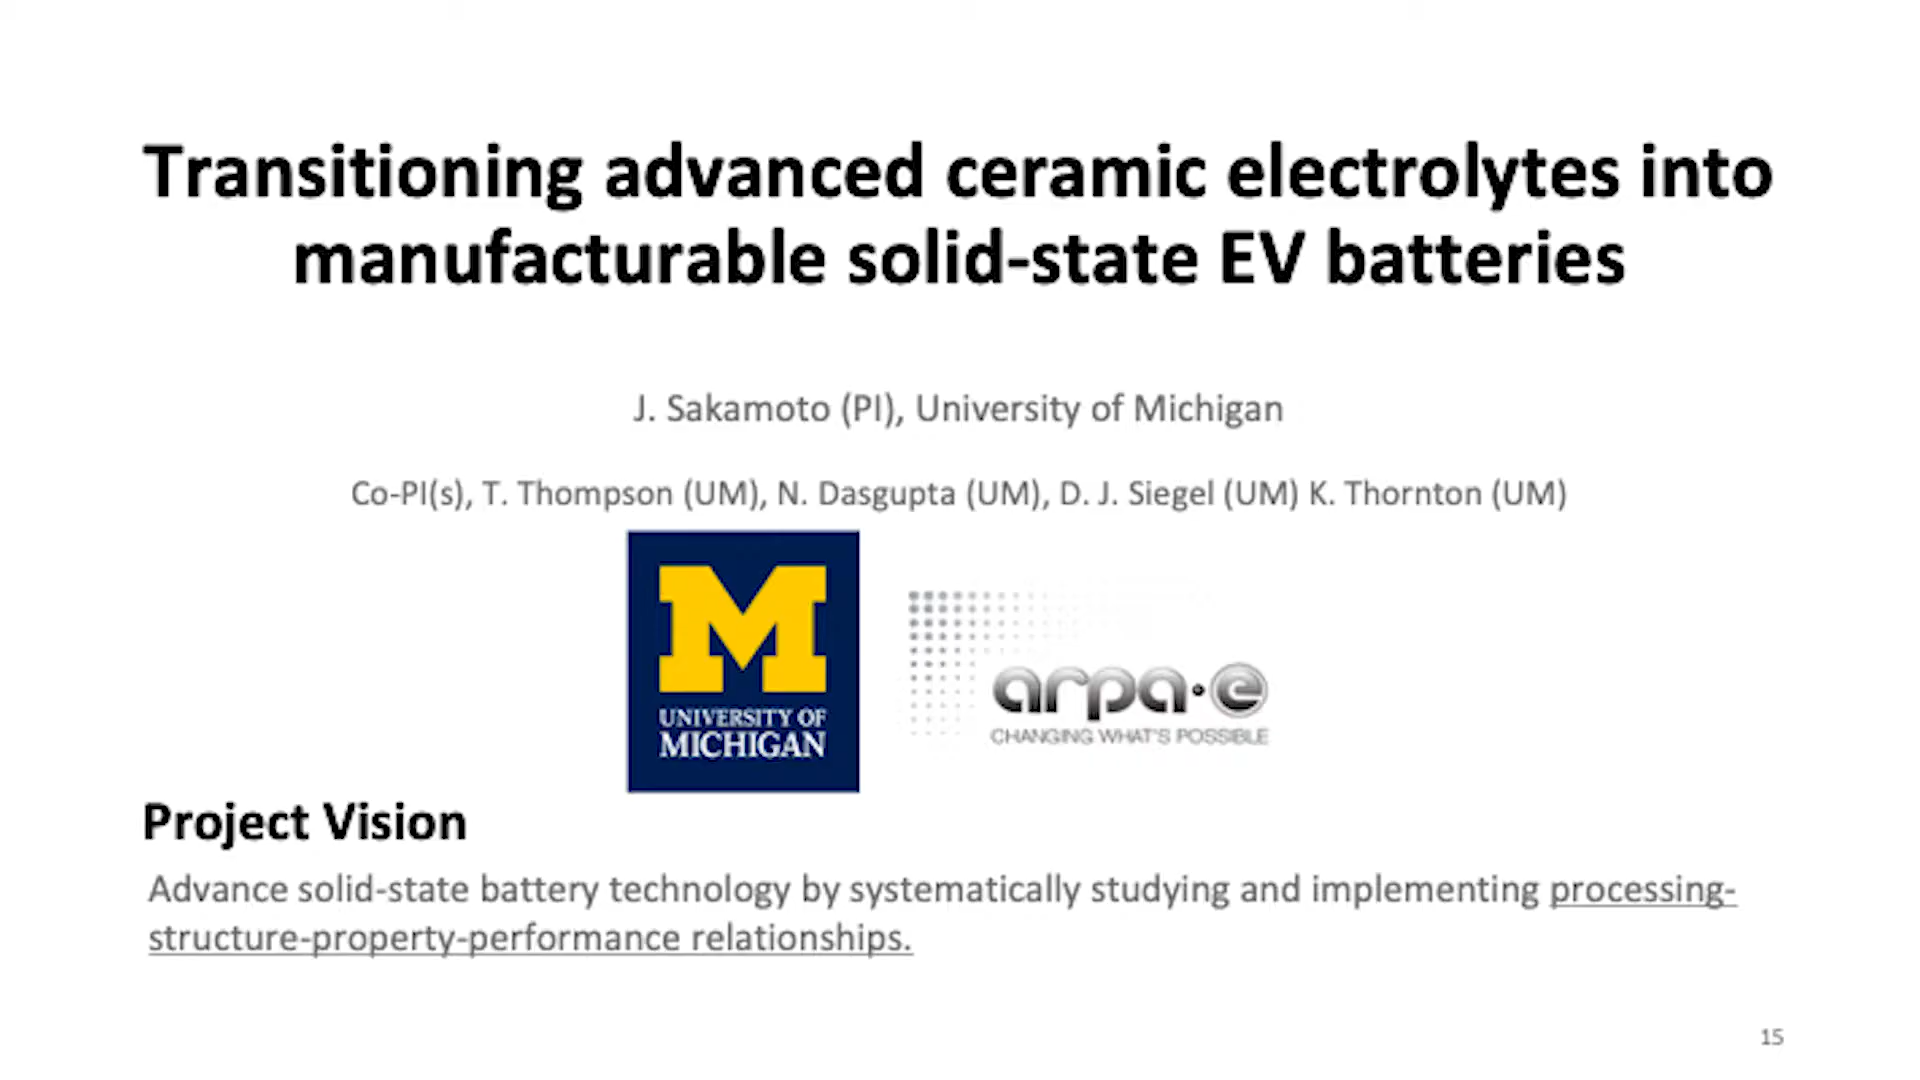 Transitioning advanced ceramic electrolytes into
manufacturable solid-state EV batteries
J. Sakamoto (PI), University of Michigan
Co-PI(s), T. Thompson (UM), N. Dasgupta (UM), D. J. Siegel (UM) K. Thornton (UM)
M
UNIVERSITY OF
MICHIGAN
arpa·e
CHANGING WHAT'S POSSIBLE
Project Vision
Advance solid-state battery technology by systematically studying and implementing processing-
structure-property-performance relationships.
15